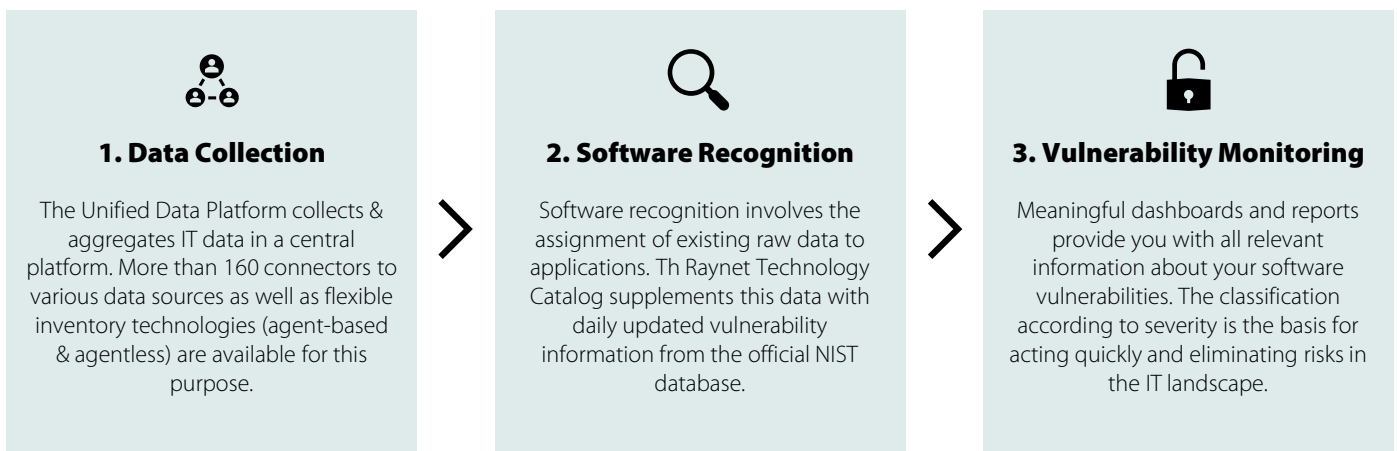 1. Data Collection
The Unified Data Platform collects &
aggregates IT data in a central
platform. More than 160 connectors to
various data sources as well as flexible
inventory technologies (agent-based
& agentless) are available for this
purpose.
2. Software Recognition
Software recognition involves the
assignment of existing raw data to
applications. Th Raynet Technology
Catalog supplements this data with
daily updated vulnerability
information from the official NIST
database.
3. Vulnerability Monitoring
Meaningful dashboards and reports
provide you with all relevant
information about your software
vulnerabilities. The classification
according to severity is the basis for
acting quickly and eliminating risks in
the IT landscape.